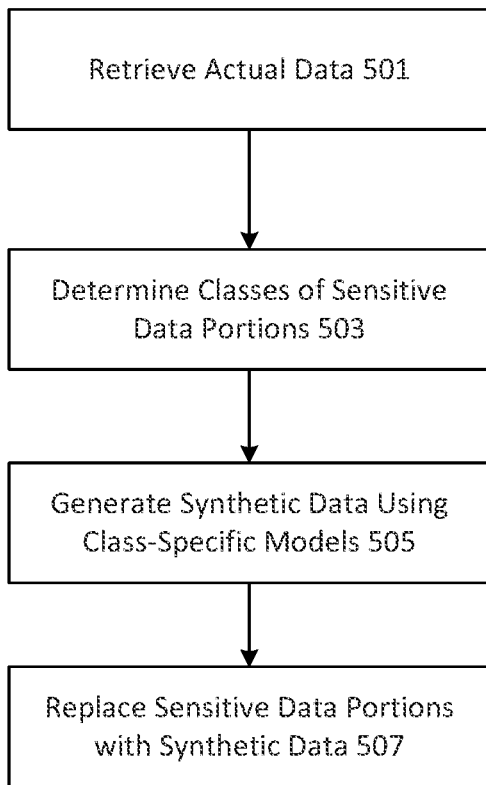 Retrieve Actual Data 501
Determine Classes of Sensitive
Data Portions 503
Generate Synthetic Data Using
Class-Specific Models 505
Replace Sensitive Data Portions
with Synthetic Data 507